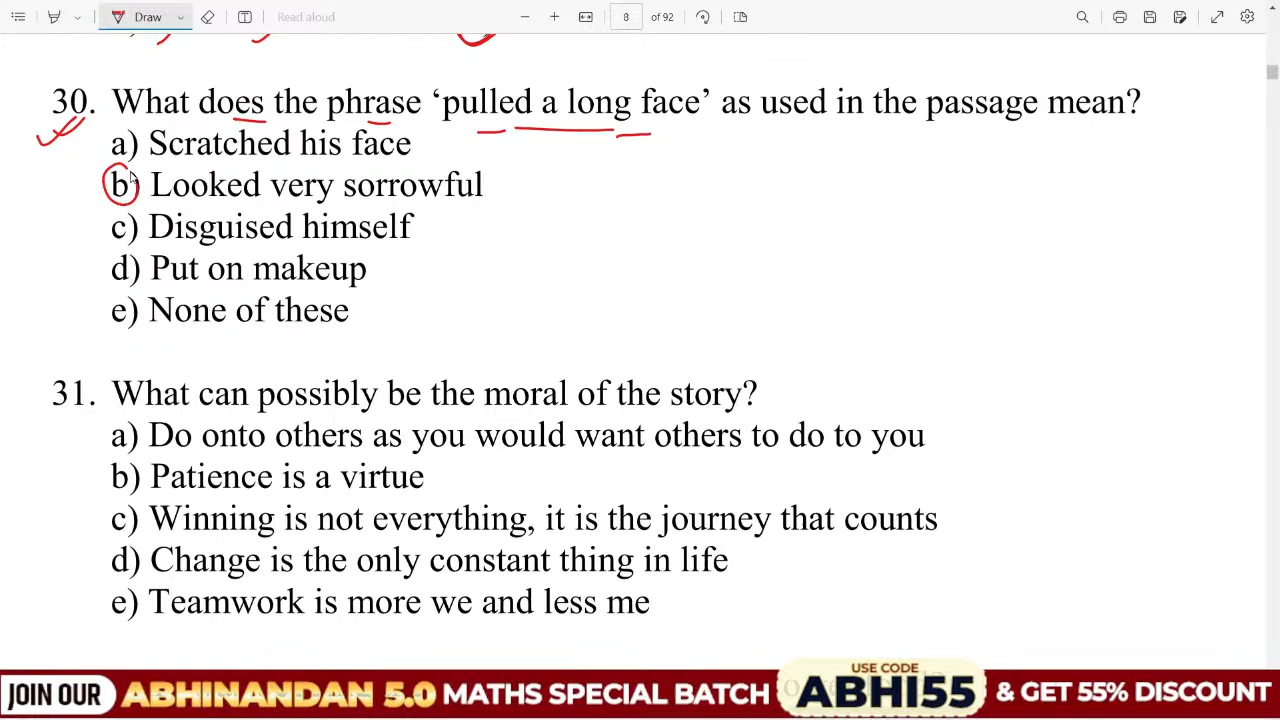 Draw
Read aloud
8 of 92
30. What does the phrase ‘pulled a long face’ as used in the passage mean?
a) Scratched his face
b) Looked very sorrowful
c) Disguised himself
d) Put on makeup
e) None of these
31. What can possibly be the moral of the story?
a) Do onto others as you would want others to do to you
b) Patience is a virtue
c) Winning is not everything, it is the journey that counts
d) Change is the only constant thing in life
e) Teamwork is more we and less me
JOIN OUR ABHINANDAN 5.0 MATHS SPECIAL BATCH USE CODE ABHI55 & GET 55% DISCOUNT